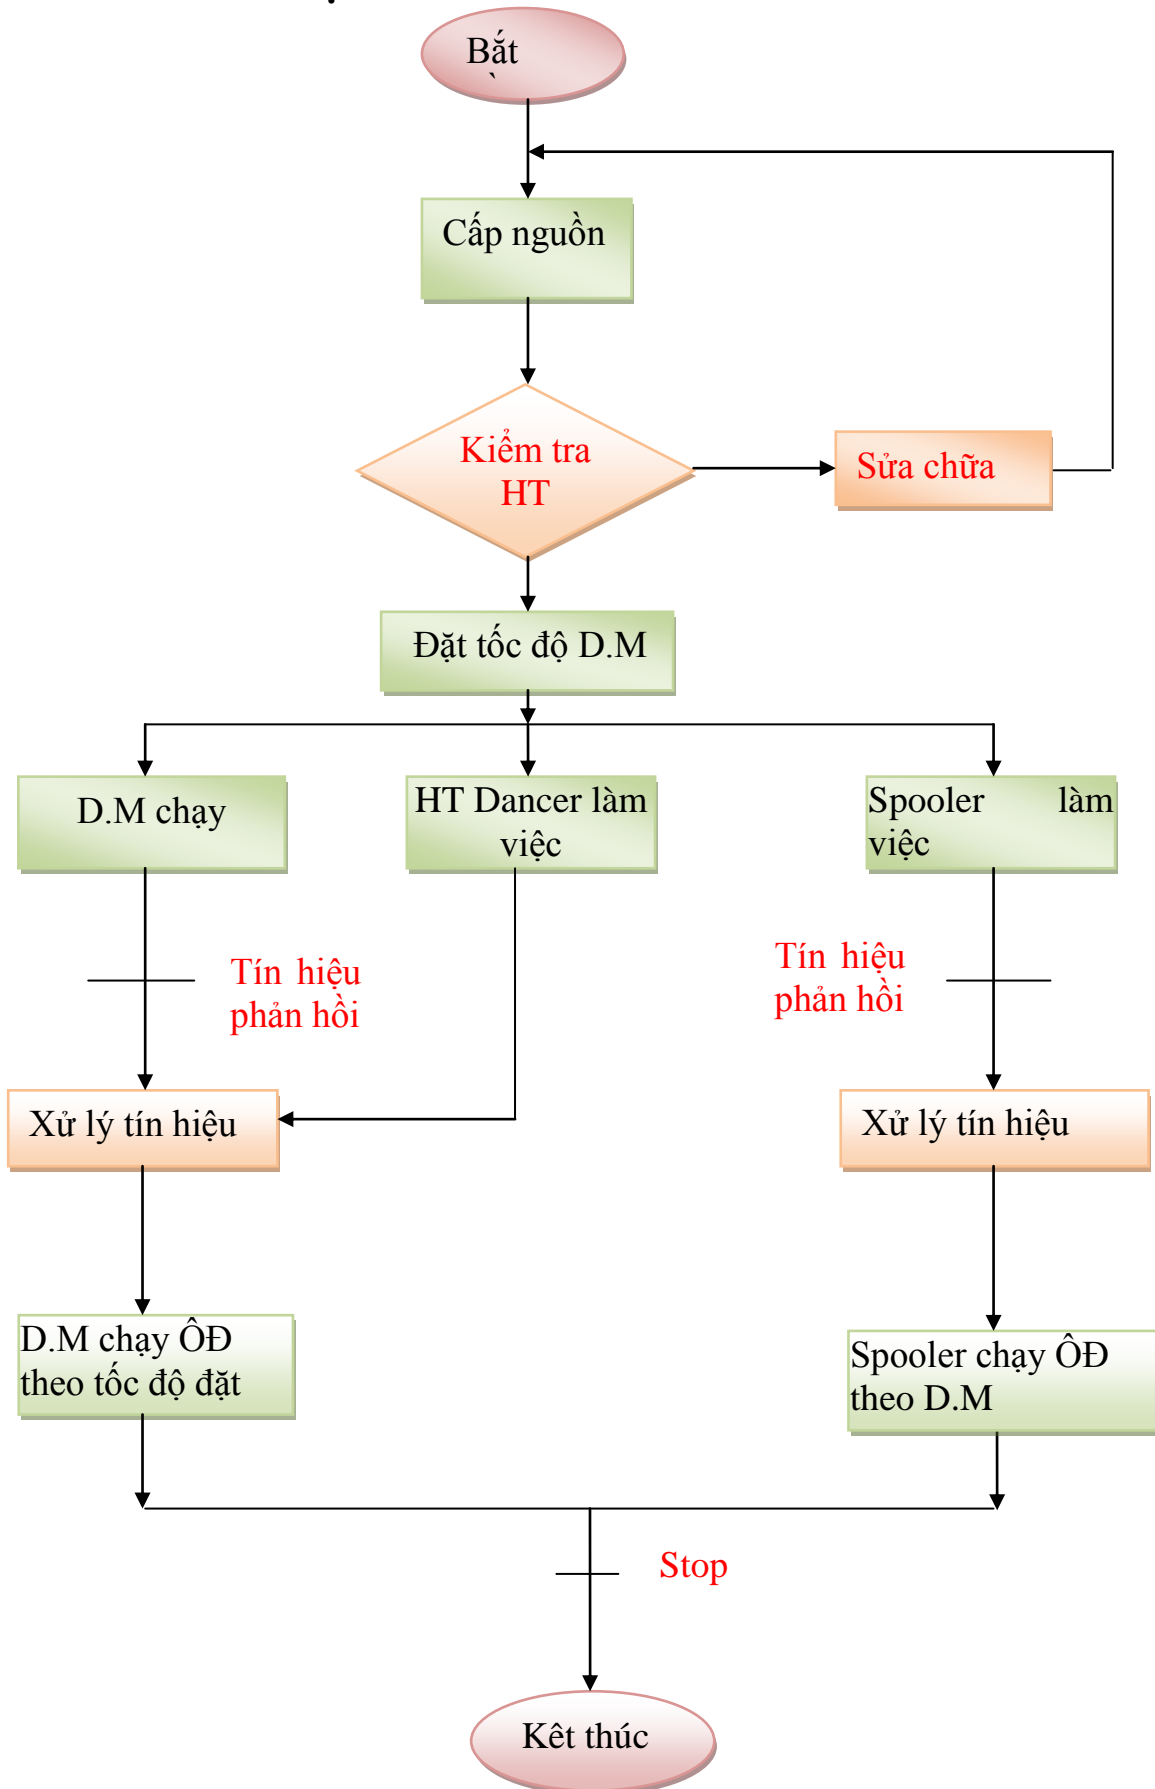 Bắt
Cấp nguồn
Kiểm tra
HT
Sửa chữa
Đặt tốc độ D.M
D.M chạy
HT Dancer làm
việc
Spooler làm
việc
Tín hiệu
phản hồi
Tín hiệu
phản hồi
Xử lý tín hiệu
Xử lý tín hiệu
D.M chạy ÔĐ
theo tốc độ đặt
Spooler chạy ÔĐ
theo D.M
Stop
Kêt thúc